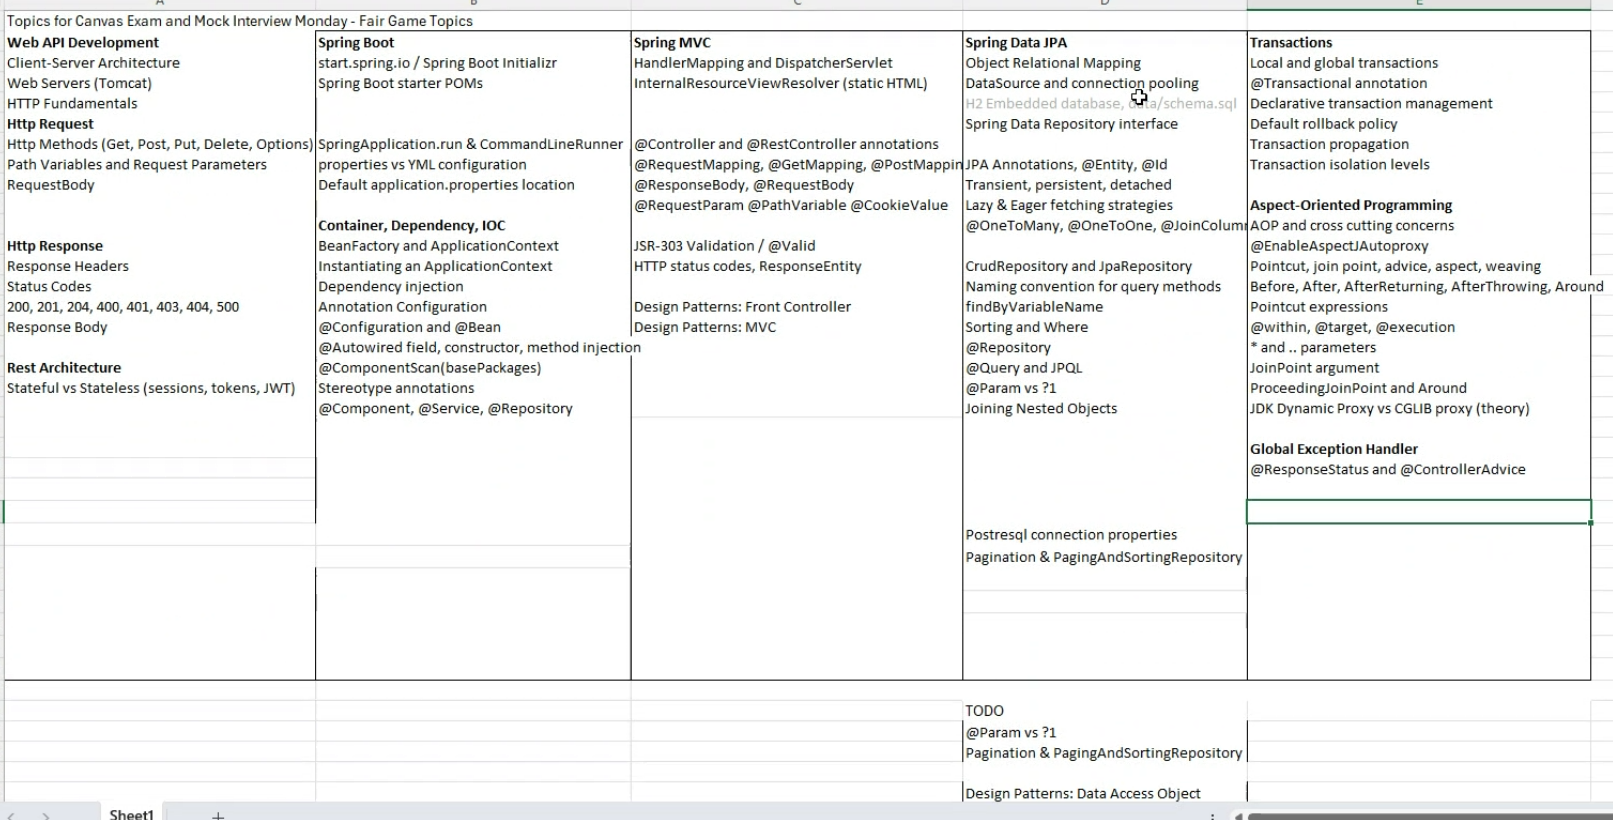 Topics for Canvas Exam and Mock Interview Monday - Fair Game Topics
Web API Development
Client-Server Architecture
Web Servers (Tomcat)
HTTP Fundamentals
Http Request
Http Methods (Get, Post, Put, Delete, Options)
Path Variables and Request Parameters
RequestBody
Http Response
Response Headers
Status Codes
200, 201, 204, 400, 401, 403, 404, 500
Response Body
Rest Architecture
Stateful vs Stateless (sessions, tokens, JWT)
Spring Boot
start.spring.io / Spring Boot Initializr
Spring Boot starter POMs
SpringApplication.run & CommandLineRunner
properties vs YML configuration
Default application.properties location
Container, Dependency, IOC
BeanFactory and ApplicationContext
Instantiating an ApplicationContext
Dependency injection
Annotation Configuration
@Configuration and @Bean
@Autowired field, constructor, method injection
@ComponentScan(basePackages)
Stereotype annotations
@Component, @Service, @Repository
Spring MVC
HandlerMapping and DispatcherServlet
InternalResourceViewResolver (static HTML)
@Controller and @RestController annotations
@RequestMapping, @GetMapping, @PostMappin
@ResponseBody, @RequestBody
@RequestParam @PathVariable @CookieValue
JSR-303 Validation / @Valid
HTTP status codes, ResponseEntity
Design Patterns: Front Controller
Design Patterns: MVC
Spring Data JPA
Object Relational Mapping
DataSource and connection pooling
H2 Embedded database, data/schema.sql
Spring Data Repository interface
JPA Annotations, @Entity, @Id
Transient, persistent, detached
Lazy & Eager fetching strategies
@OneToMany, @OneToOne, @JoinColum
CrudRepository and JpaRepository
Naming convention for query methods
findByVariableName
Sorting and Where
@Repository
@Query and JPQL
@Param vs ?1
Joining Nested Objects
Postresql connection properties
Pagination & PagingAndSortingRepository
TODO
@Param vs ?1
Pagination & PagingAndSortingRepository
Design Patterns: Data Access Object
Transactions
Local and global transactions
@Transactional annotation
Declarative transaction management
Default rollback policy
Transaction propagation
Transaction isolation levels
Aspect-Oriented Programming
AOP and cross cutting concerns
@EnableAspectJAutoproxy
Pointcut, join point, advice, aspect, weaving
Before, After, AfterReturning, AfterThrowing, Around
Pointcut expressions
@within, @target, @execution
* and .. parameters
JoinPoint argument
ProceedingJoinPoint and Around
JDK Dynamic Proxy vs CGLIB proxy (theory)
Global Exception Handler
@ResponseStatus and @ControllerAdvice
Sheet1